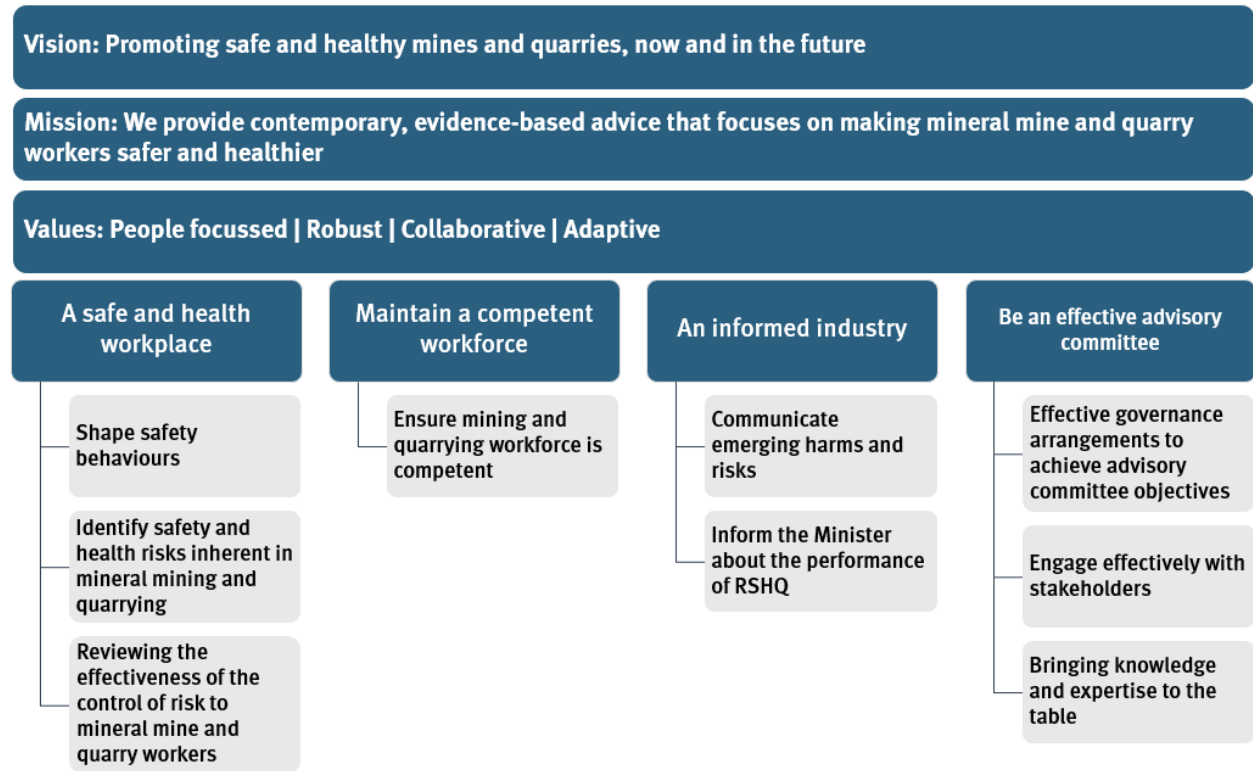 Vision: Promoting safe and healthy mines and quarries, now and in the future
Mission: We provide contemporary, evidence-based advice that focuses on making mineral mine and quarry
workers safer and healthier
Values: People focussed | Robust | Collaborative | Adaptive
A safe and health
workplace
Shape safety
behaviours
Identify safety and
health risks inherent in
mineral mining and
quarrying
Reviewing the
effectiveness of the
control of risk to
mineral mine and
quarry workers
Maintain a competent
workforce
Ensure mining and
quarrying workforce is
competent
An informed industry
Communicate
emerging harms and
risks
Inform the Minister
about the performance
of RSHQ
Be an effective advisory
committee
Effective governance
arrangements to
achieve advisory
committee objectives
Engage effectively with
stakeholders
Bringing knowledge
and expertise to the
table